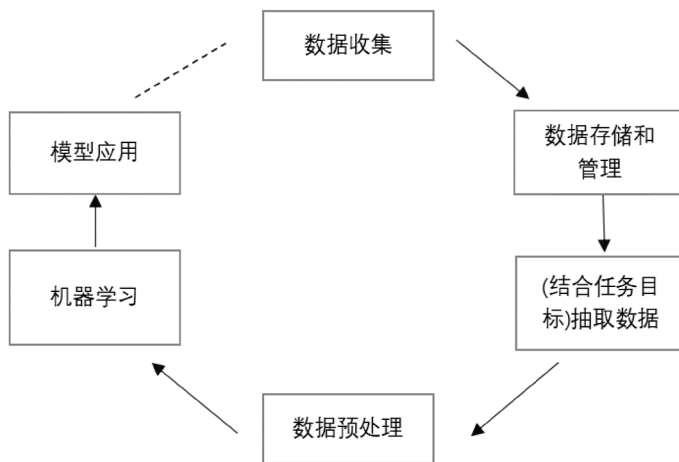 数据收集
数据存储和
管理
(结合任务目
标)抽取数据
数据预处理
机器学习
模型应用